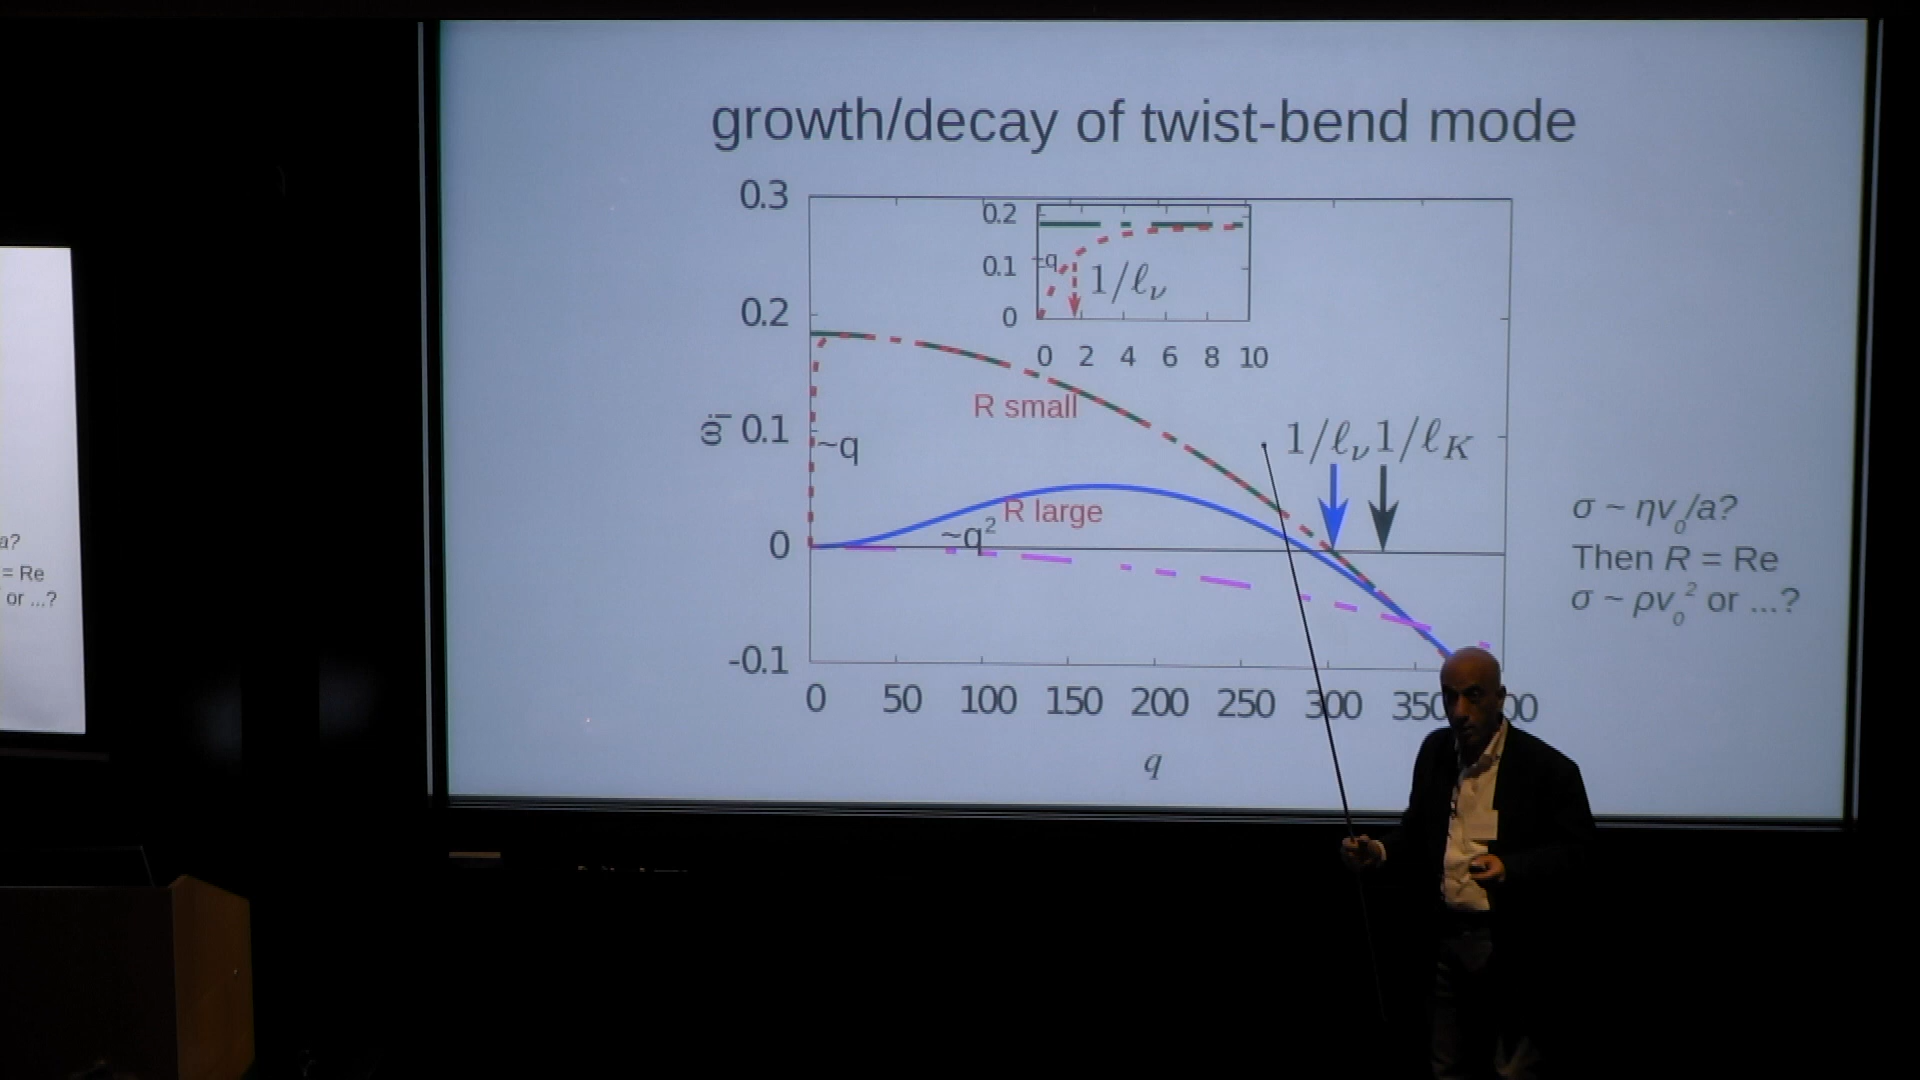 growth/decay of twist-bend mode
0.3
0.2
0.1
0
-0.1
ωi
0 50 100 150 200 250 300 350 00
q
0.2
0.1
0
0 2 4 6 8 10
~q
1/ℓν
R small
~q
R large
~q²
1/ℓν 1/ℓK
σ ~ ηv₀/a?
Then R = Re
σ ~ ρv₀² or ...?
a?
= Re
or ...?